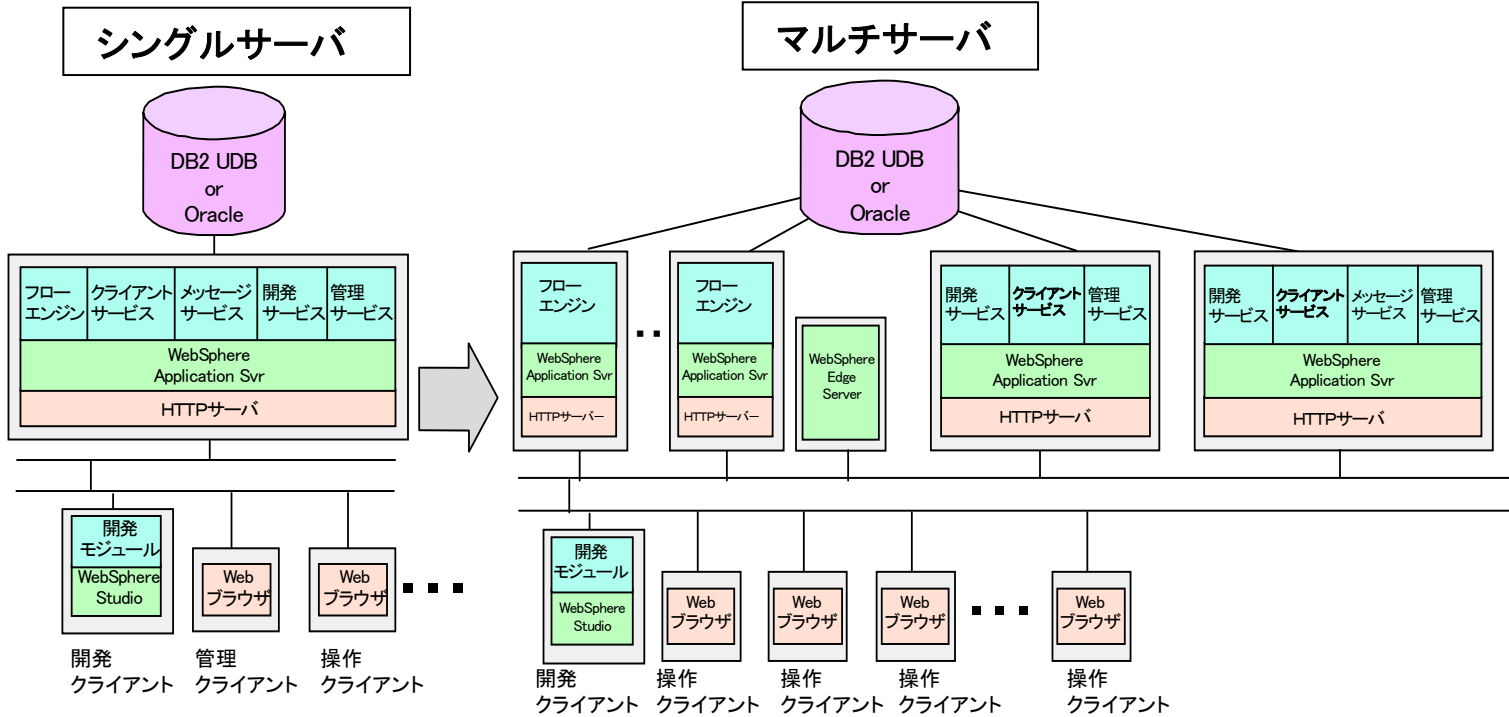 シングルサーバ
DB2 UDB
or
Oracle
フロー
エンジン
クライアント
サービス
メッセージ
サービス
開発
サービス
管理
サービス
WebSphere
Application Svr
HTTPサーバ
開発
モジュール
WebSphere
Studio
開発
クライアント
Web
ブラウザ
管理
クライアント
Web
ブラウザ
操作
クライアント
マルチサーバ
DB2 UDB
or
Oracle
フロー
エンジン
WebSphere
Application Svr
HTTPサーバー
フロー
エンジン
WebSphere
Application Svr
HTTPサーバー
WebSphere
Edge
Server
開発
サービス
クライアント
サービス
管理
サービス
WebSphere
Application Svr
HTTPサーバ
開発
サービス
クライアント
サービス
メッセージ
サービス
管理
サービス
WebSphere
Application Svr
HTTPサーバ
開発
モジュール
WebSphere
Studio
開発
クライアント
Web
ブラウザ
操作
クライアント
Web
ブラウザ
操作
クライアント
Web
ブラウザ
操作
クライアント
Web
ブラウザ
操作
クライアント